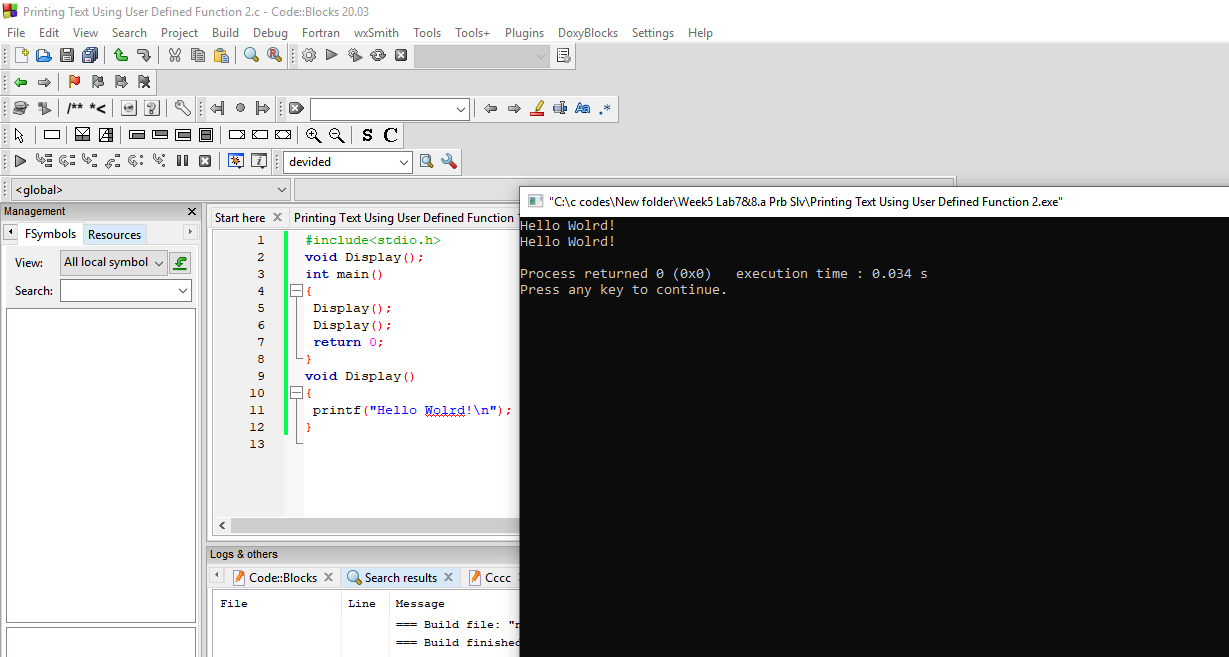 Printing Text Using User Defined Function 2.c - Code::Blocks 20.03
File Edit View Search Project Build Debug Fortran wxSmith Tools Tools+ Plugins DoxyBlocks Settings Help
/** *<
Aa .*
S C
devided
<global>
Management
FSymbols Resources
View: All local symbol
Search:
Start here Printing Text Using User Defined Function
1 #include<stdio.h>
2 void Display();
3 int main()
4 {
5 Display();
6 Display();
7 return 0;
8 }
9 void Display()
10 {
11 printf("Hello Wolrd!\n");
12 }
13
"C:\c codes\New folder\Week5 Lab7&8.a Prb Slv\Printing Text Using User Defined Function 2.exe"
Hello Wolrd!
Hello Wolrd!
Process returned 0 (0x0) execution time : 0.034 s
Press any key to continue.
Logs & others
Code::Blocks Search results Cccc
File Line Message
=== Build file: "n
=== Build finished